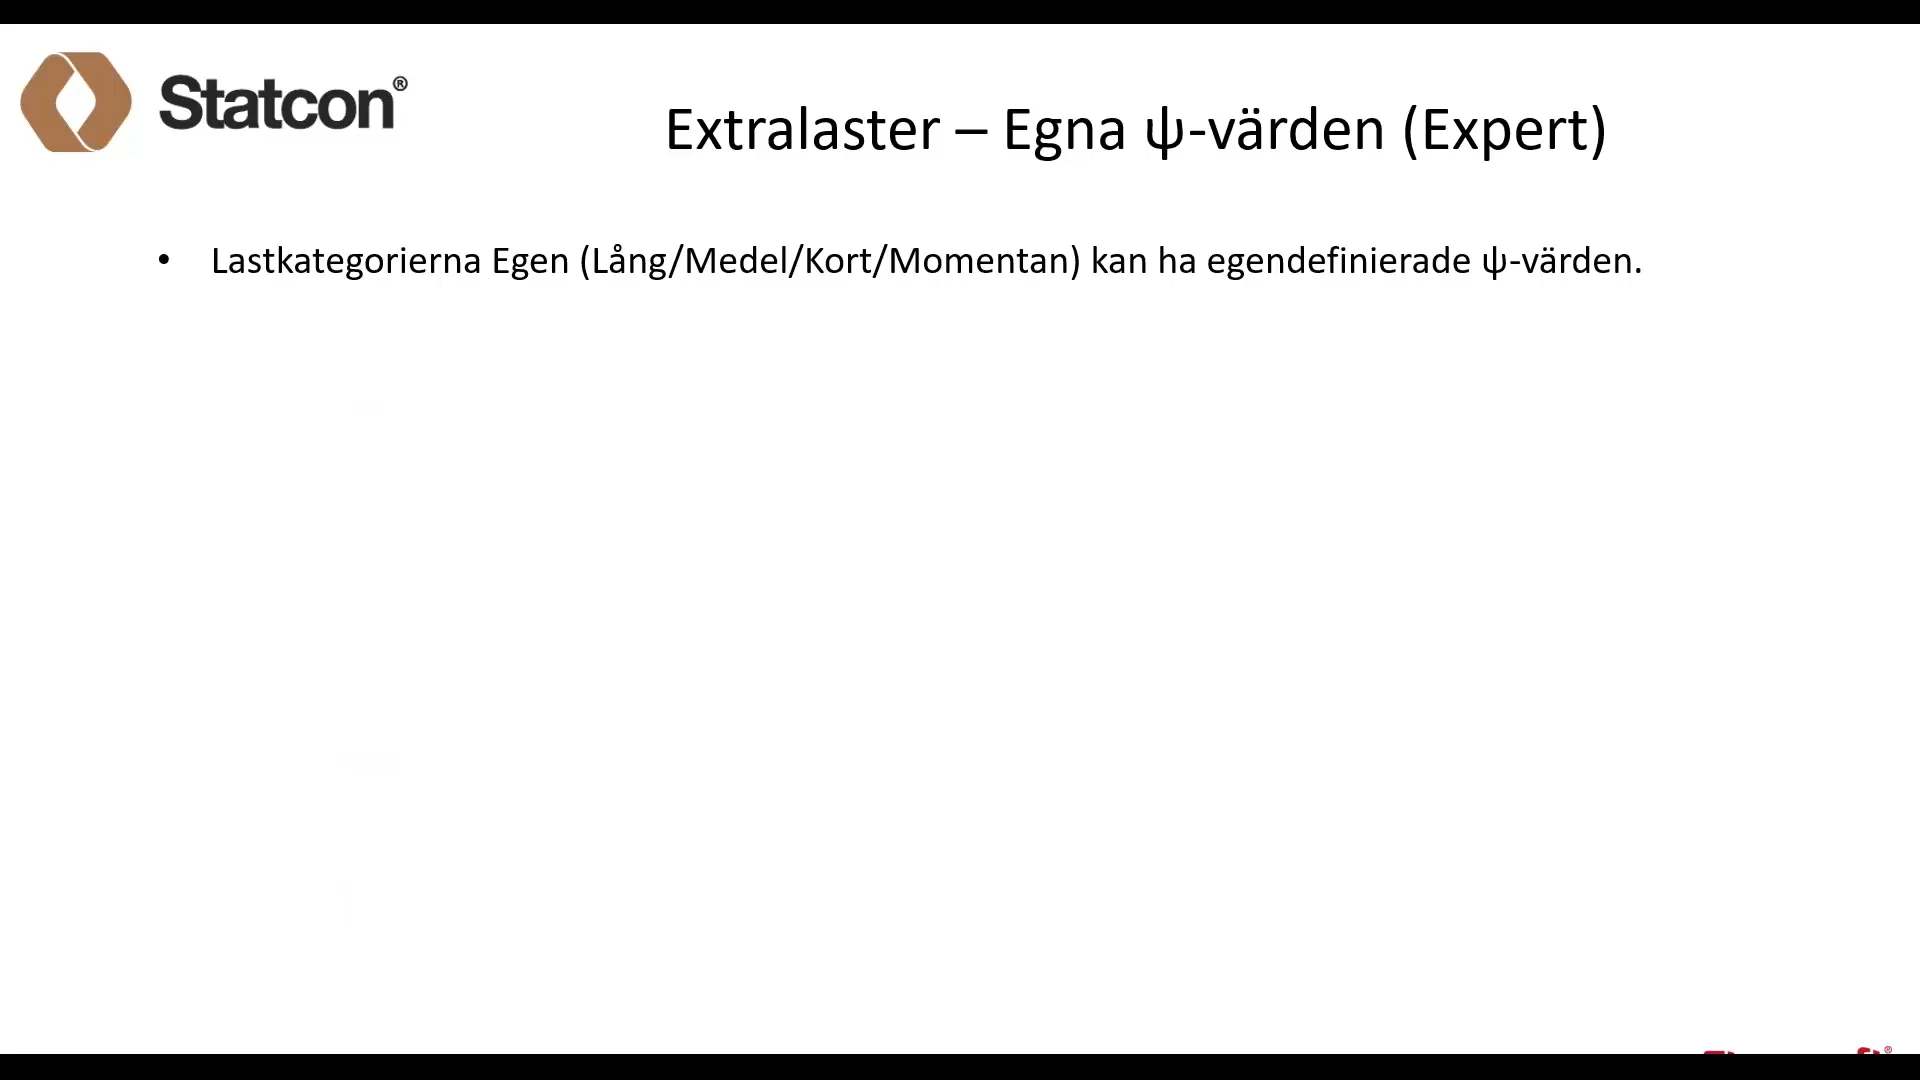 Statcon®
Extralaster – Egna ψ-värden (Expert)
• Lastkategorierna Egen (Lång/Medel/Kort/Momentan) kan ha egendefinierade ψ-värden.